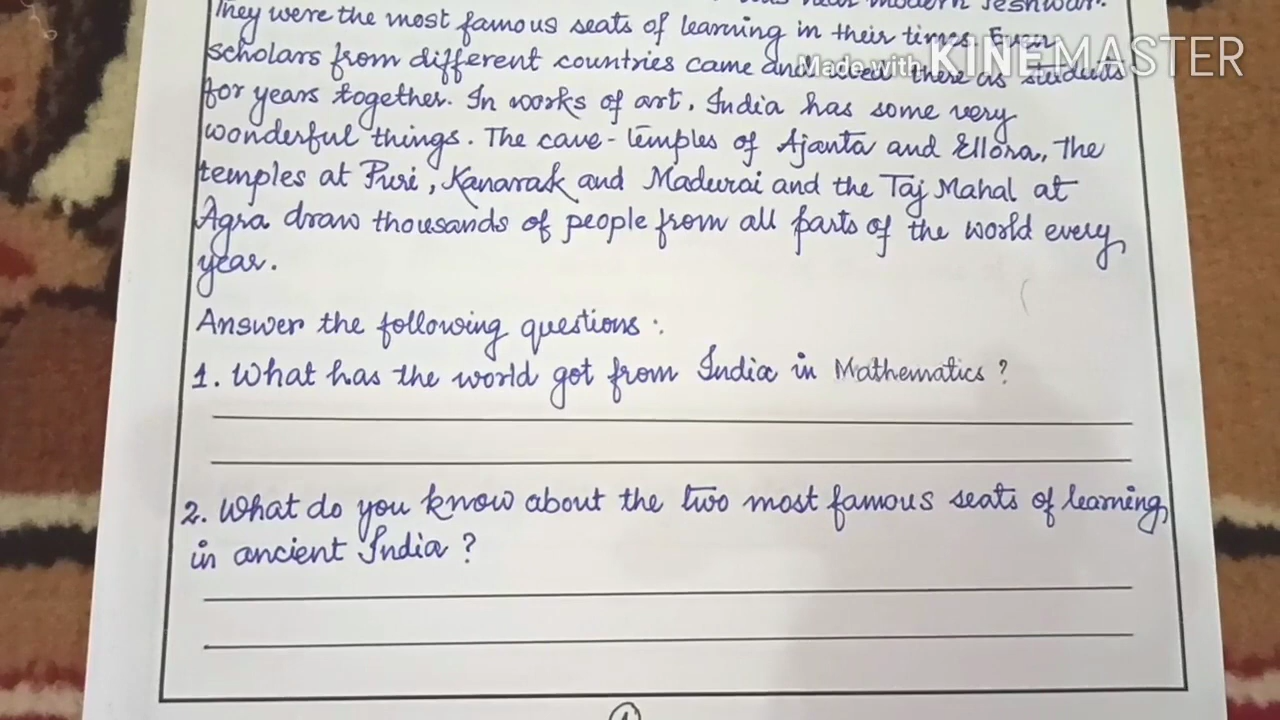 near modern Peshwar.
They were the most famous seats of learning in their times. Even
scholars from different countries came and there as students
for years together. In works of art, India has some very
wonderful things. The cave-temples of Ajanta and Ellora, the
temples at Puri, Kanarak and Madurai and the Taj Mahal at
Agra draw thousands of people from all parts of the world every
year.
Answer the following questions:
1. What has the world got from India in Mathematics?
2. What do you know about the two most famous seats of learning
in ancient India?
1
Made with KINEMASTER